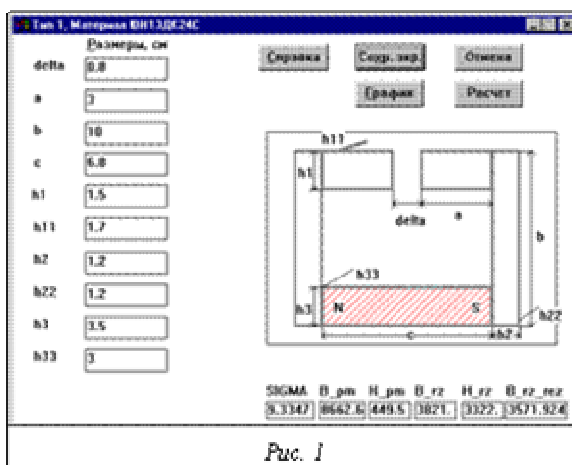 Тип 1, Материал ЮН13ДК24С
Размеры, см
delta 0.8
a 3
b 10
c 6.8
h1 1.5
h11 1.7
h2 1.2
h22 1.2
h3 3.5
h33 3
Справка Сохр. экр. Отмена
График Расчет
h11
h1
delta a b
h33
h3 N S
c h2 h22
SIGMA B_pm H_pm B_rz H_rz B_rz_rez
9.3347 8662.6 449.5 3821. 3322. 3571.924
Рис. 1